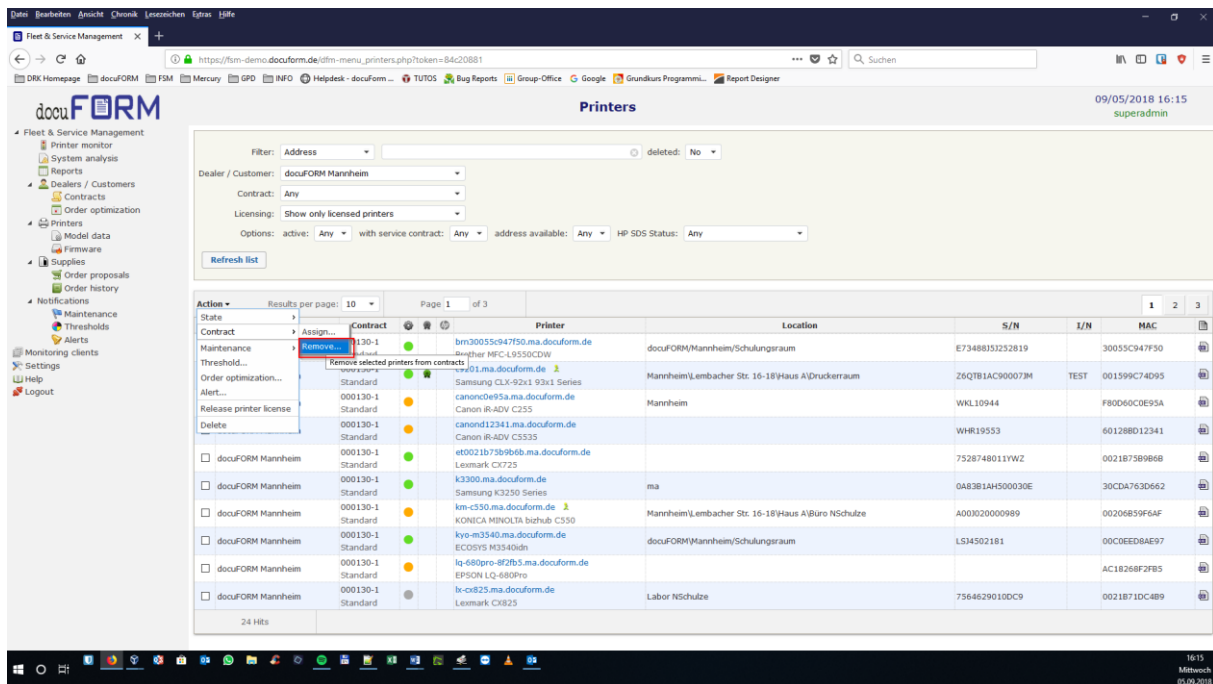 Datei Bearbeiten Ansicht Chronik Lesezeichen Extras Hilfe
Fleet & Service Management
https://fsm-demo.docuform.de/dfm-menu_printers.php?token=84c20881
Suchen
DRK Homepage docuFORM FSM Mercury GPD INFO Helpdesk - docuForm ... TUTOS Bug Reports Group-Office Google Grundkurs Programmi... Report Designer
docuFORM
Printers
09/05/2018 16:15
superadmin
Fleet & Service Management
Printer monitor
System analysis
Reports
Dealers / Customers
Contracts
Order optimization
Printers
Model data
Firmware
Supplies
Order proposals
Order history
Notifications
Maintenance
Thresholds
Alerts
Monitoring clients
Settings
Help
Logout
Filter: Address deleted: No
Dealer / Customer: docuFORM Mannheim
Contract: Any
Licensing: Show only licensed printers
Options: active: Any with service contract: Any address available: Any HP SDS Status: Any
Refresh list
Action Results per page: 10 Page 1 of 3 1 2 3
Contract Printer Location S/N I/N MAC
State
Contract
Maintenance
Threshold...
Order optimization...
Alert...
Release printer license
Delete
Assign...
Remove...
Remove selected printers from contracts
brn30055c947f50.ma.docuform.de docuFORM/Mannheim/Schulungsraum E73488J5J252819 30055C947F50
Brother MFC-L9550CDW
Mannheim\Lembacher Str. 16-18\Haus A\Druckerraum Z6QTB1AC90007JM TEST 001599C74D95
Standard Samsung CLX-92x1 93x1 Series
000130-1 canonc0e95a.ma.docuform.de Mannheim WKL10944 F80D60C0E95A
Standard Canon iR-ADV C255
000130-1 canond12341.ma.docuform.de WHR19553 60128BD12341
Standard Canon iR-ADV C5535
docuFORM Mannheim 000130-1 et0021b75b9b6b.ma.docuform.de 7528748011YWZ 0021B75B9B6B
Standard Lexmark CX725
docuFORM Mannheim 000130-1 k3300.ma.docuform.de ma 0A83B1AH500030E 30CDA763D662
Standard Samsung K3250 Series
docuFORM Mannheim 000130-1 km-c550.ma.docuform.de Mannheim\Lembacher Str. 16-18\Haus A\Büro NSchulze A00J020000989 00206B59F6AF
Standard KONICA MINOLTA bizhub C550
docuFORM Mannheim 000130-1 kyo-m3540.ma.docuform.de docuFORM\Mannheim/Schulungsraum LSJ4502181 00C0EED8AE97
Standard ECOSYS M3540idn
docuFORM Mannheim 000130-1 lq-680pro-8f2fb5.ma.docuform.de AC18268F2FB5
Standard EPSON LQ-680Pro
docuFORM Mannheim 000130-1 lx-cx825.ma.docuform.de Labor NSchulze 7564629010DC9 0021B71DC4B9
Standard Lexmark CX825
24 Hits
16:15
Mittwoch
05.09.2018